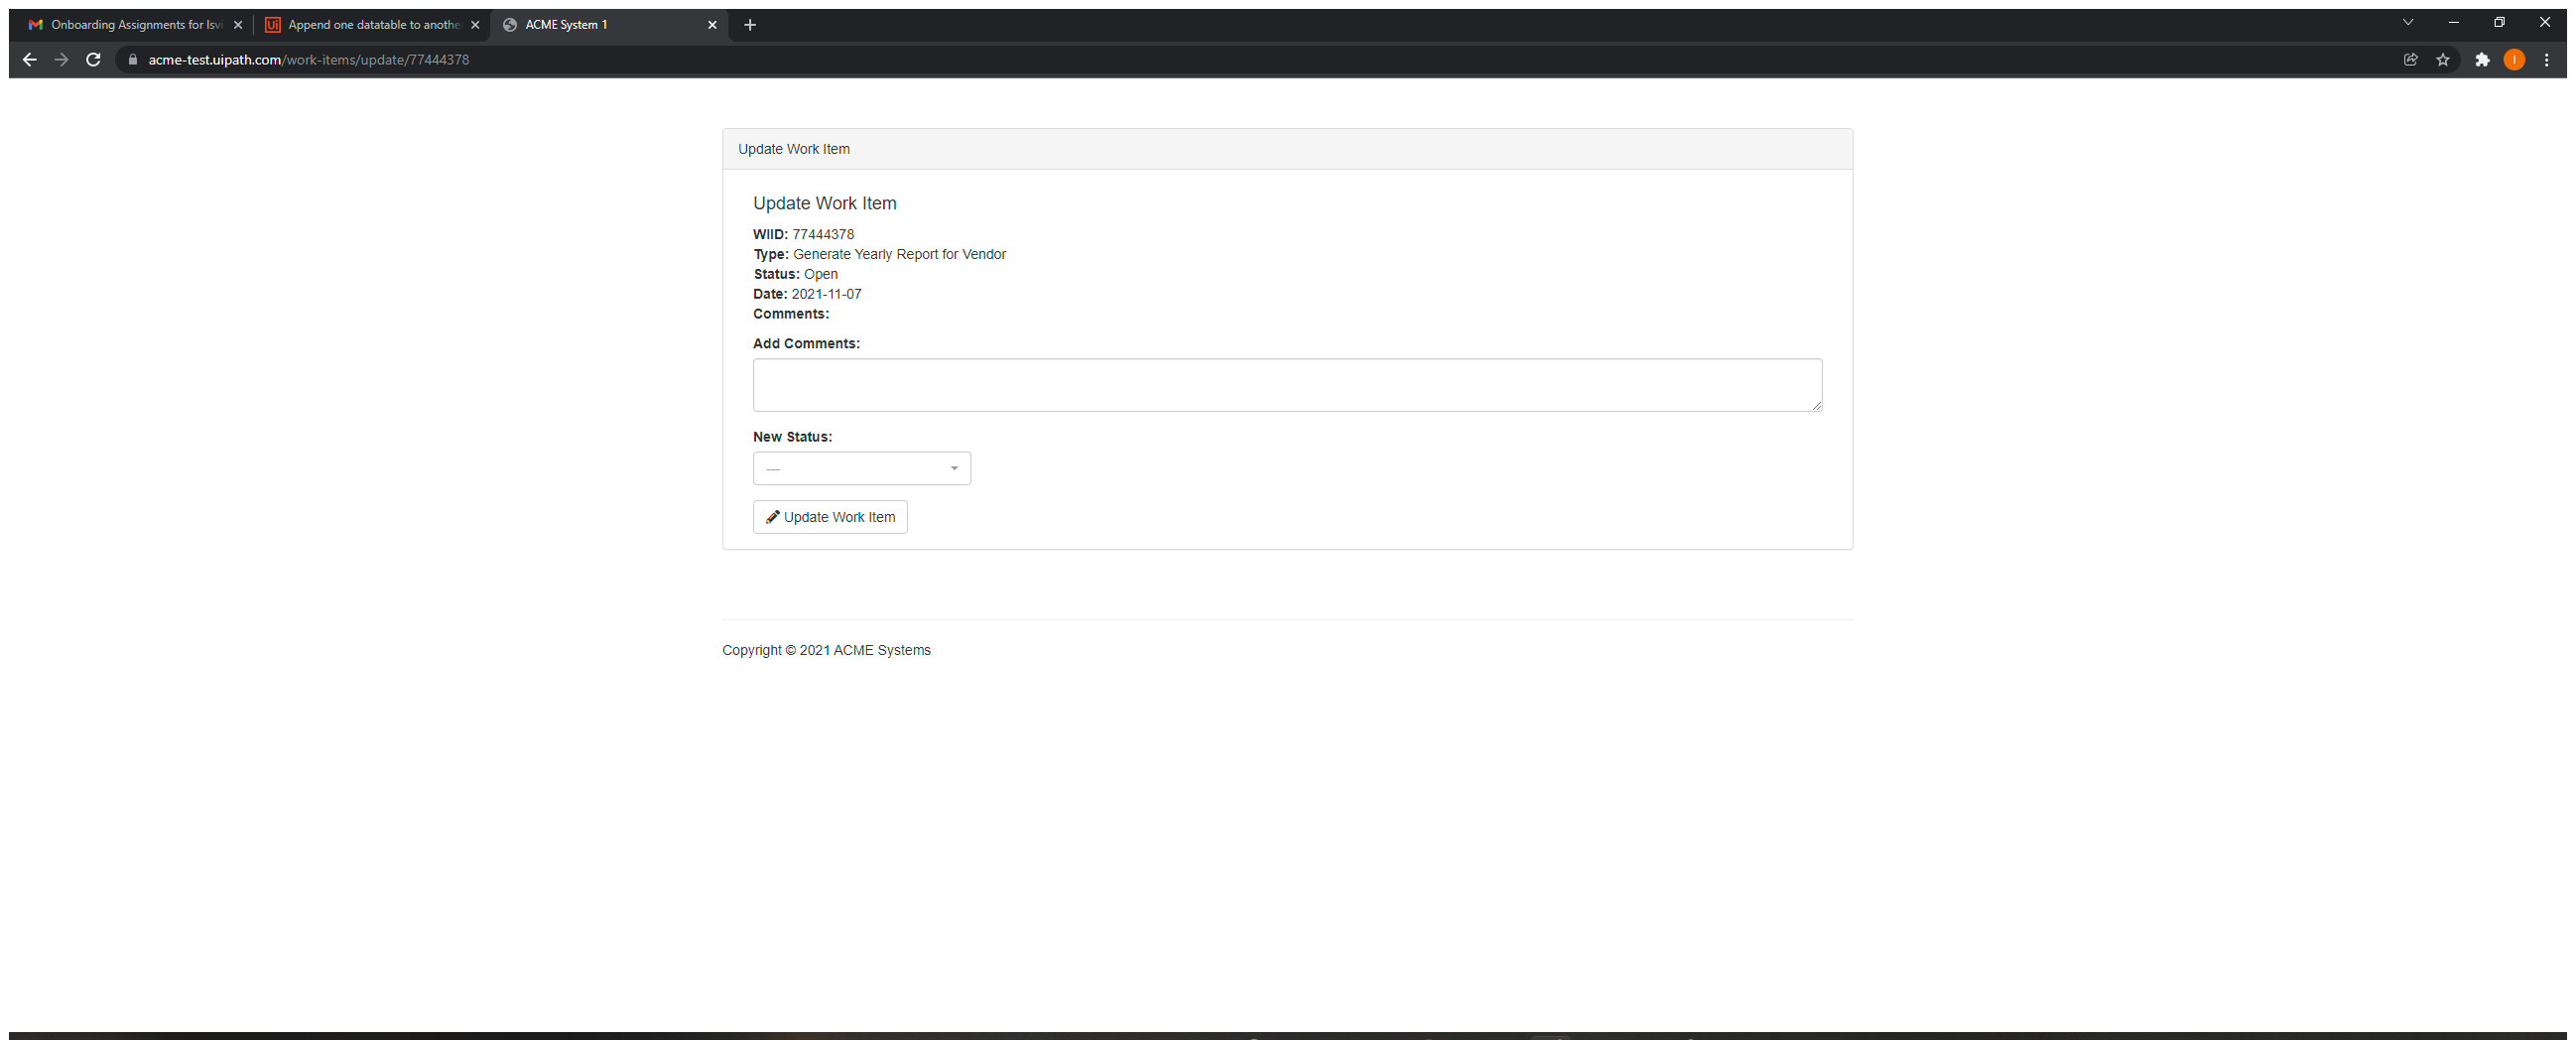 Onboarding Assignments for Isvi
Append one datatable to anothe
ACME System 1
acme-test.uipath.com/work-items/update/77444378
Update Work Item
Update Work Item
WIID: 77444378
Type: Generate Yearly Report for Vendor
Status: Open
Date: 2021-11-07
Comments:
Add Comments:
New Status:
---
Update Work Item
Copyright © 2021 ACME Systems